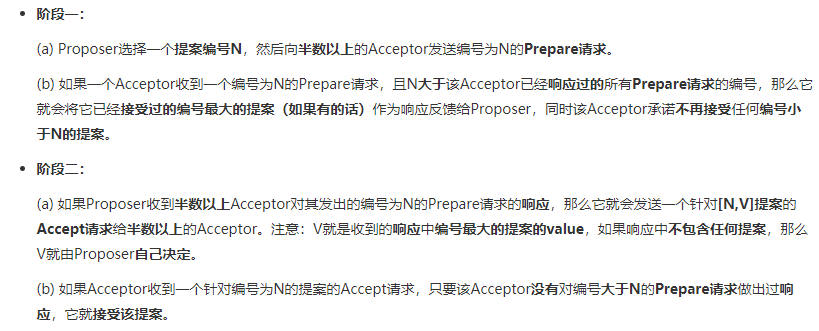 阶段一：
(a) Proposer选择一个提案编号N，然后向半数以上的Acceptor发送编号为N的Prepare请求。
(b) 如果一个Acceptor收到一个编号为N的Prepare请求，且N大于该Acceptor已经响应过的所有Prepare请求的编号，那么它
就会将它已经接受过的编号最大的提案（如果有的话）作为响应反馈给Proposer，同时该Acceptor承诺不再接受任何编号小
于N的提案。
阶段二：
(a) 如果Proposer收到半数以上Acceptor对其发出的编号为N的Prepare请求的响应，那么它就会发送一个针对[N,V]提案的
Accept请求给半数以上的Acceptor。注意：V就是收到的响应中编号最大的提案的value，如果响应中不包含任何提案，那么
V就由Proposer自己决定。
(b) 如果Acceptor收到一个针对编号为N的提案的Accept请求，只要该Acceptor没有对编号大于N的Prepare请求做出过响
应，它就接受该提案。